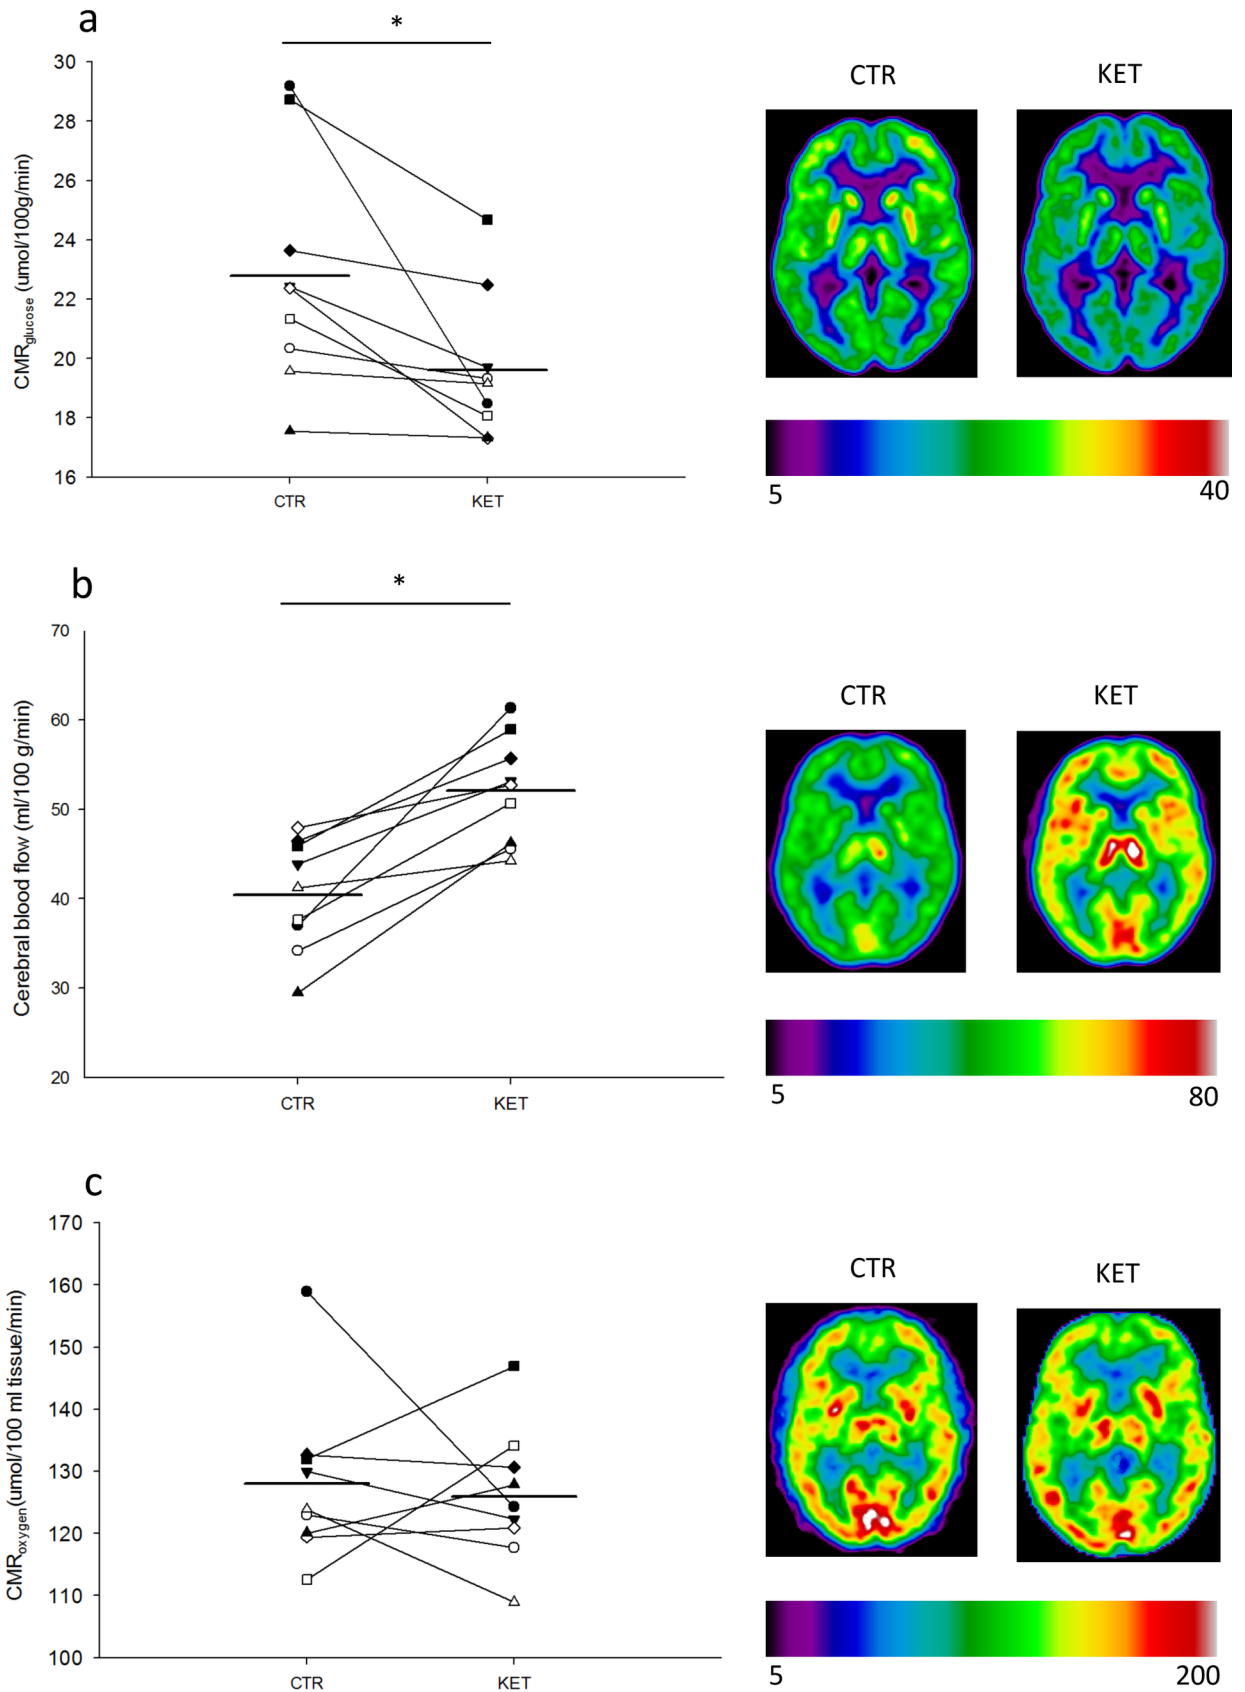 a
*
30
28
26
24
22
20
18
16
CMRglucose (umol/100g/min)
CTR
KET
CTR
KET
5
40
b
*
70
60
50
40
30
20
Cerebral blood flow (ml/100 g/min)
CTR
KET
CTR
KET
5
80
c
170
160
150
140
130
120
110
100
CMRoxygen(umol/100 ml tissue/min)
CTR
KET
CTR
KET
5
200